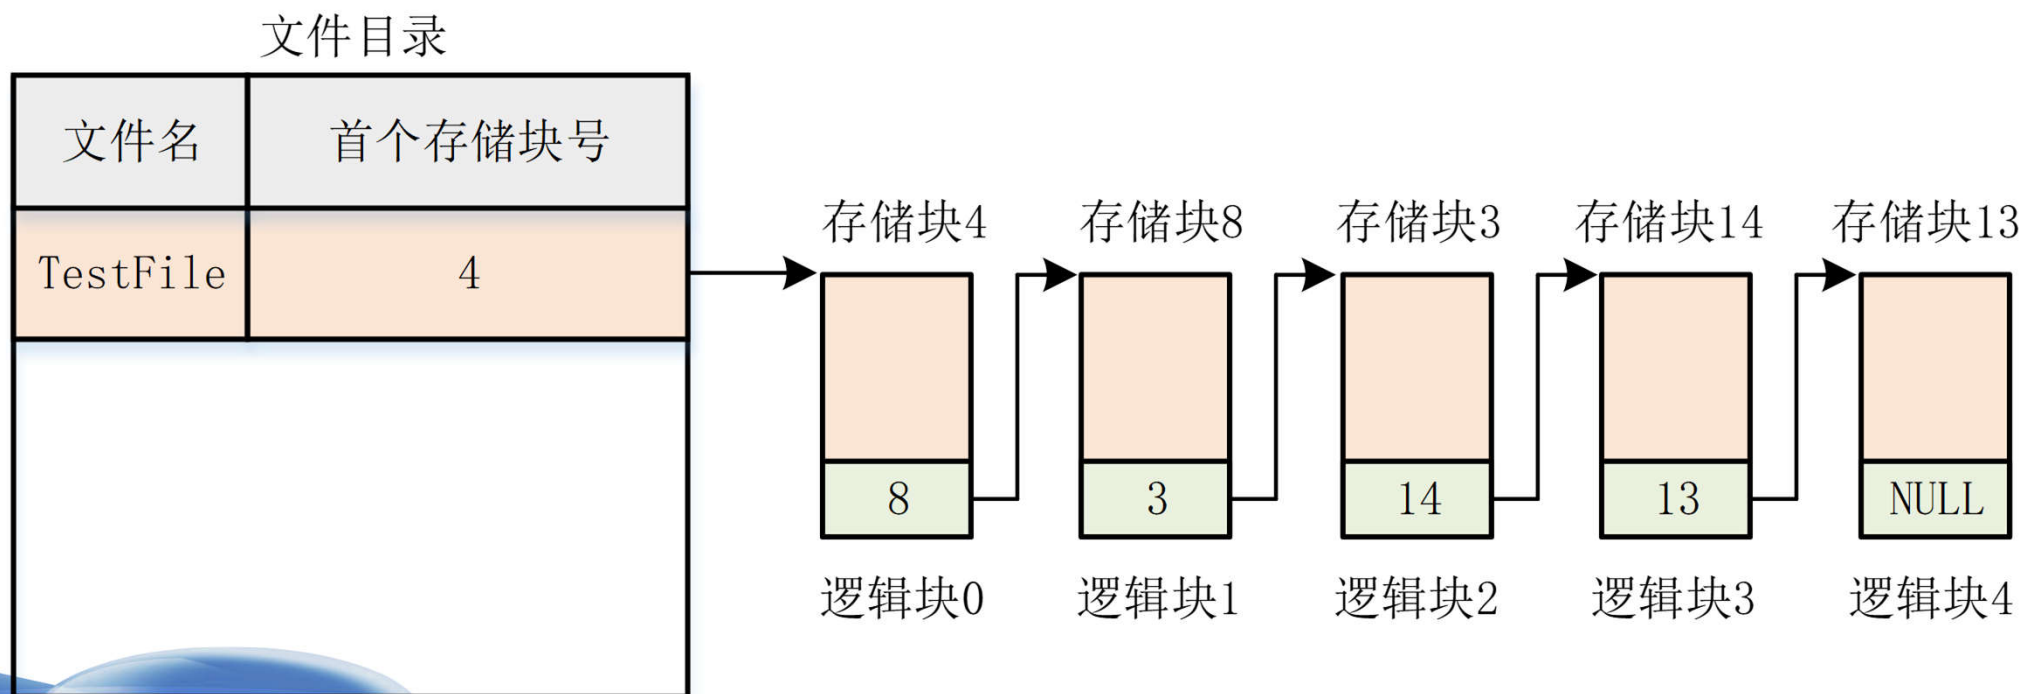 文件目录
文件名 首个存储块号
TestFile 4
存储块4 存储块8 存储块3 存储块14 存储块13
8 3 14 13 NULL
逻辑块0 逻辑块1 逻辑块2 逻辑块3 逻辑块4